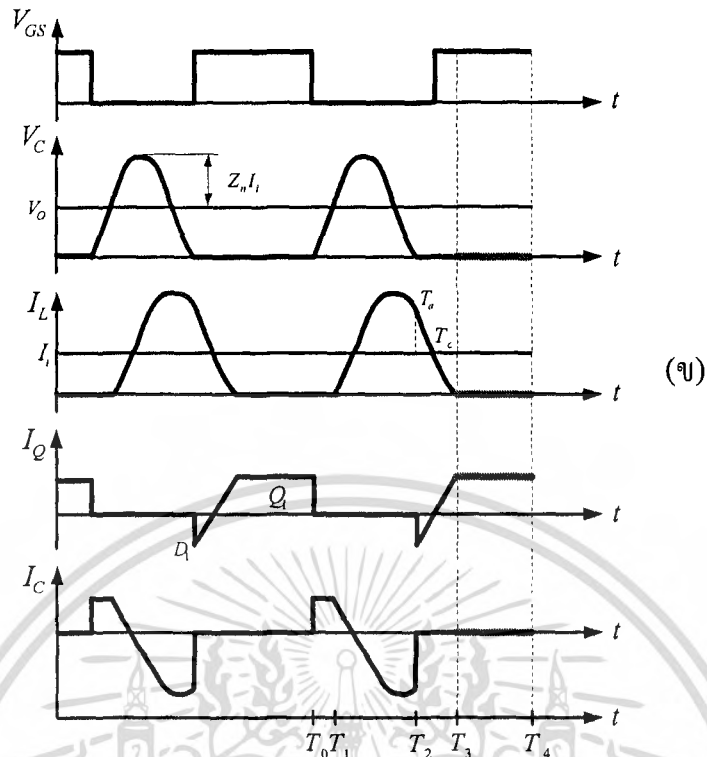 V_GS
t
V_C
Z_n I_i
V_O
t
I_L
T_a
I_i
T_c
(ข)
t
I_Q
Q_1
t
D_1
I_C
t
T_0 T_1 T_2 T_3 T_4